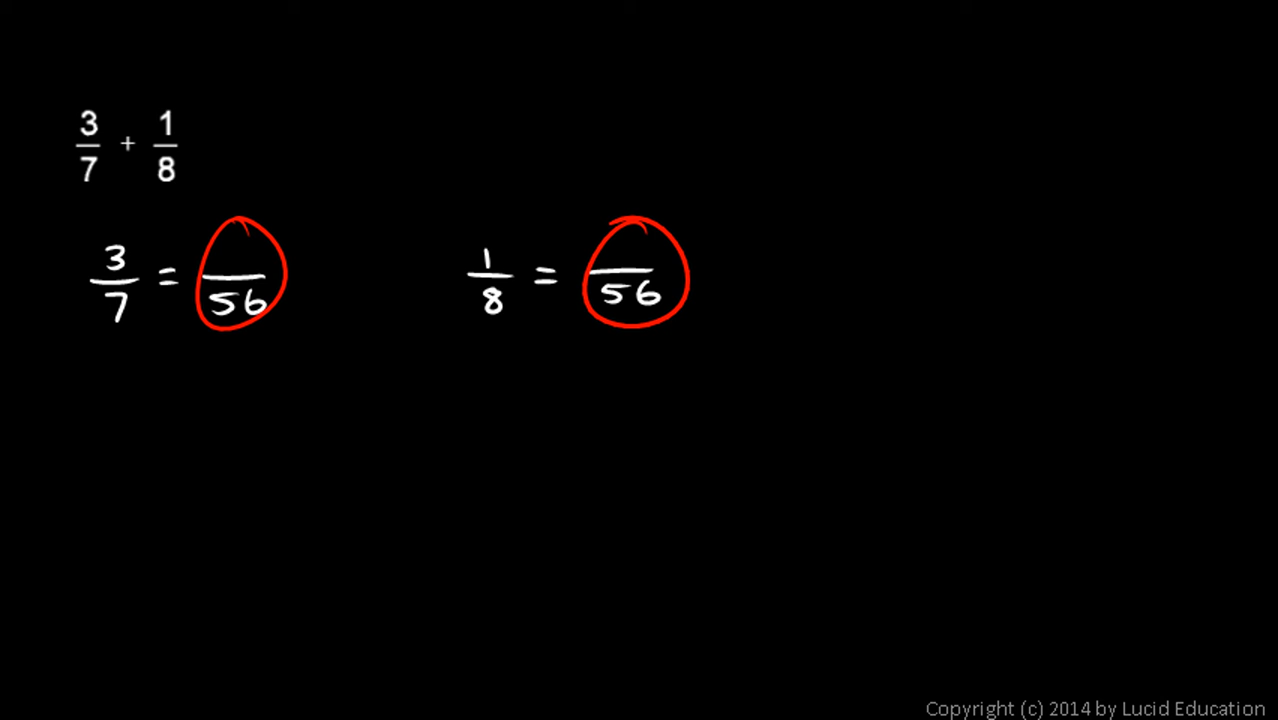 3/7 + 1/8
3/7 = /56 1/8 = /56
Copyright (c) 2014 by Lucid Education